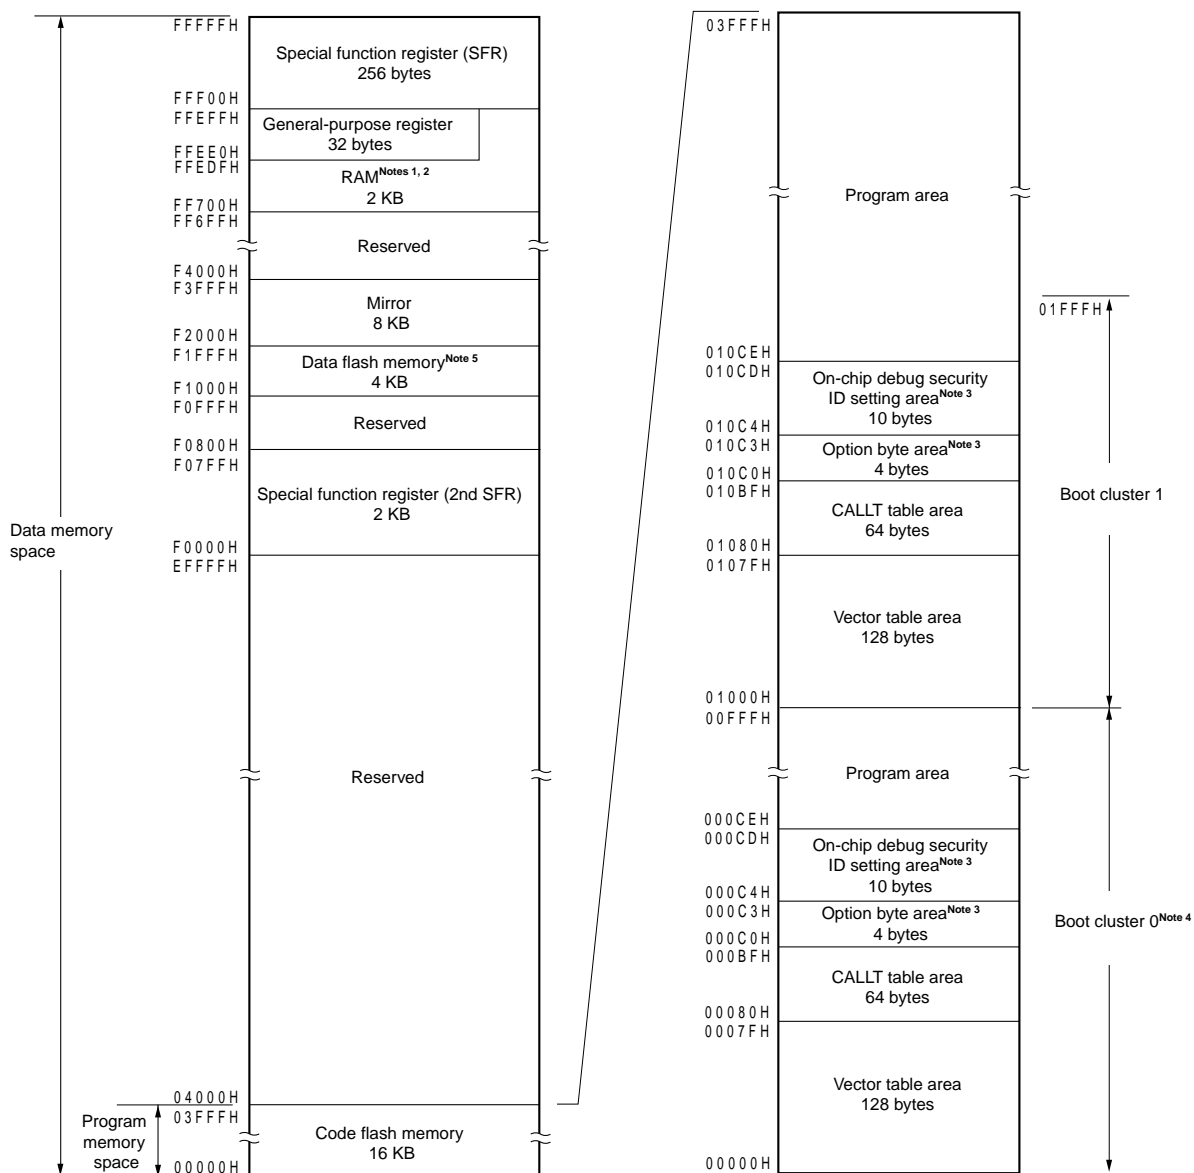 FFFFFH
Special function register (SFR)
256 bytes
FFF00H
FFEFFH
General-purpose register
32 bytes
FFEE0H
FFEDFH
RAMNotes 1, 2
2 KB
FF700H
FF6FFH
Reserved
F4000H
F3FFFH
Mirror
8 KB
F2000H
F1FFFH
Data flash memoryNote 5
4 KB
F1000H
F0FFFH
Reserved
F0800H
F07FFH
Special function register (2nd SFR)
2 KB
Data memory
space
F0000H
EFFFFH
Reserved
04000H
03FFFH
Program
memory
space
Code flash memory
16 KB
00000H
03FFFH
Program area
01FFFH
010CEH
010CDH
On-chip debug security
ID setting areaNote 3
10 bytes
010C4H
010C3H
Option byte areaNote 3
4 bytes
010C0H
010BFH
Boot cluster 1
CALLT table area
64 bytes
01080H
0107FH
Vector table area
128 bytes
01000H
00FFFH
Program area
000CEH
000CDH
On-chip debug security
ID setting areaNote 3
10 bytes
000C4H
000C3H
Option byte areaNote 3
4 bytes
Boot cluster 0Note 4
000C0H
000BFH
CALLT table area
64 bytes
00080H
0007FH
Vector table area
128 bytes
00000H